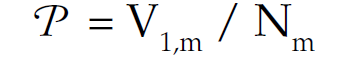 𝒫 = V₁,ₘ / Nₘ